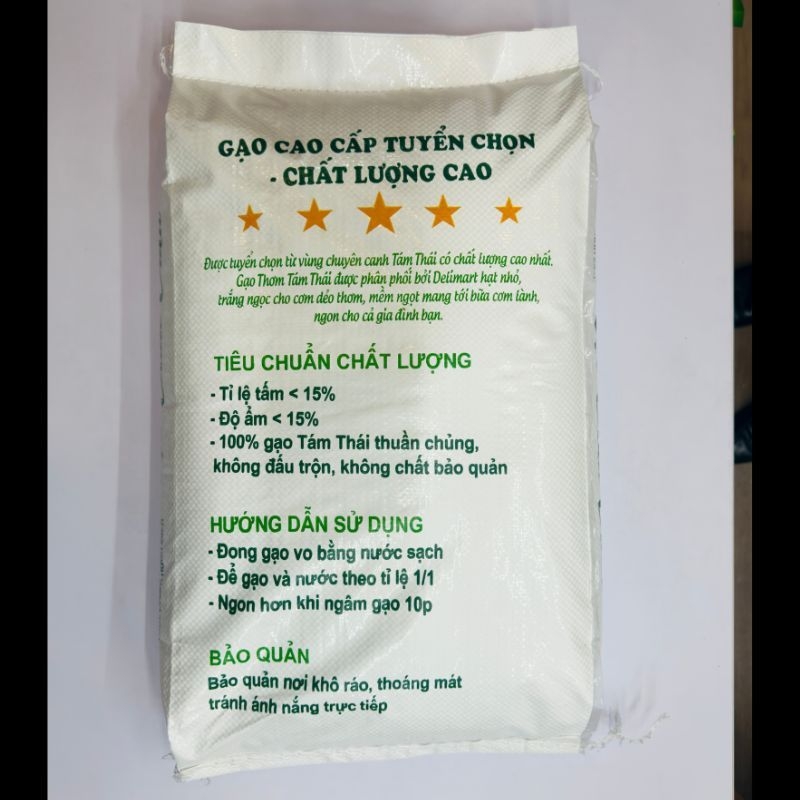 GẠO CAO CẤP TUYỂN CHỌN
- CHẤT LƯỢNG CAO
Được tuyển chọn từ vùng chuyên canh Tám Thái có chất lượng cao nhất.
Gạo Thơm Tám Thái được phân phối bởi Delimart hạt nhỏ,
trắng ngọc cho cơm dẻo thơm, mềm ngọt mang tới bữa cơm lành,
ngon cho cả gia đình bạn.
TIÊU CHUẨN CHẤT LƯỢNG
- Tỉ lệ tấm < 15%
- Độ ẩm < 15%
- 100% gạo Tám Thái thuần chủng,
không đấu trộn, không chất bảo quản
HƯỚNG DẪN SỬ DỤNG
- Đong gạo vo bằng nước sạch
- Để gạo và nước theo tỉ lệ 1/1
- Ngon hơn khi ngâm gạo 10p
BẢO QUẢN
Bảo quản nơi khô ráo, thoáng mát
tránh ánh nắng trực tiếp